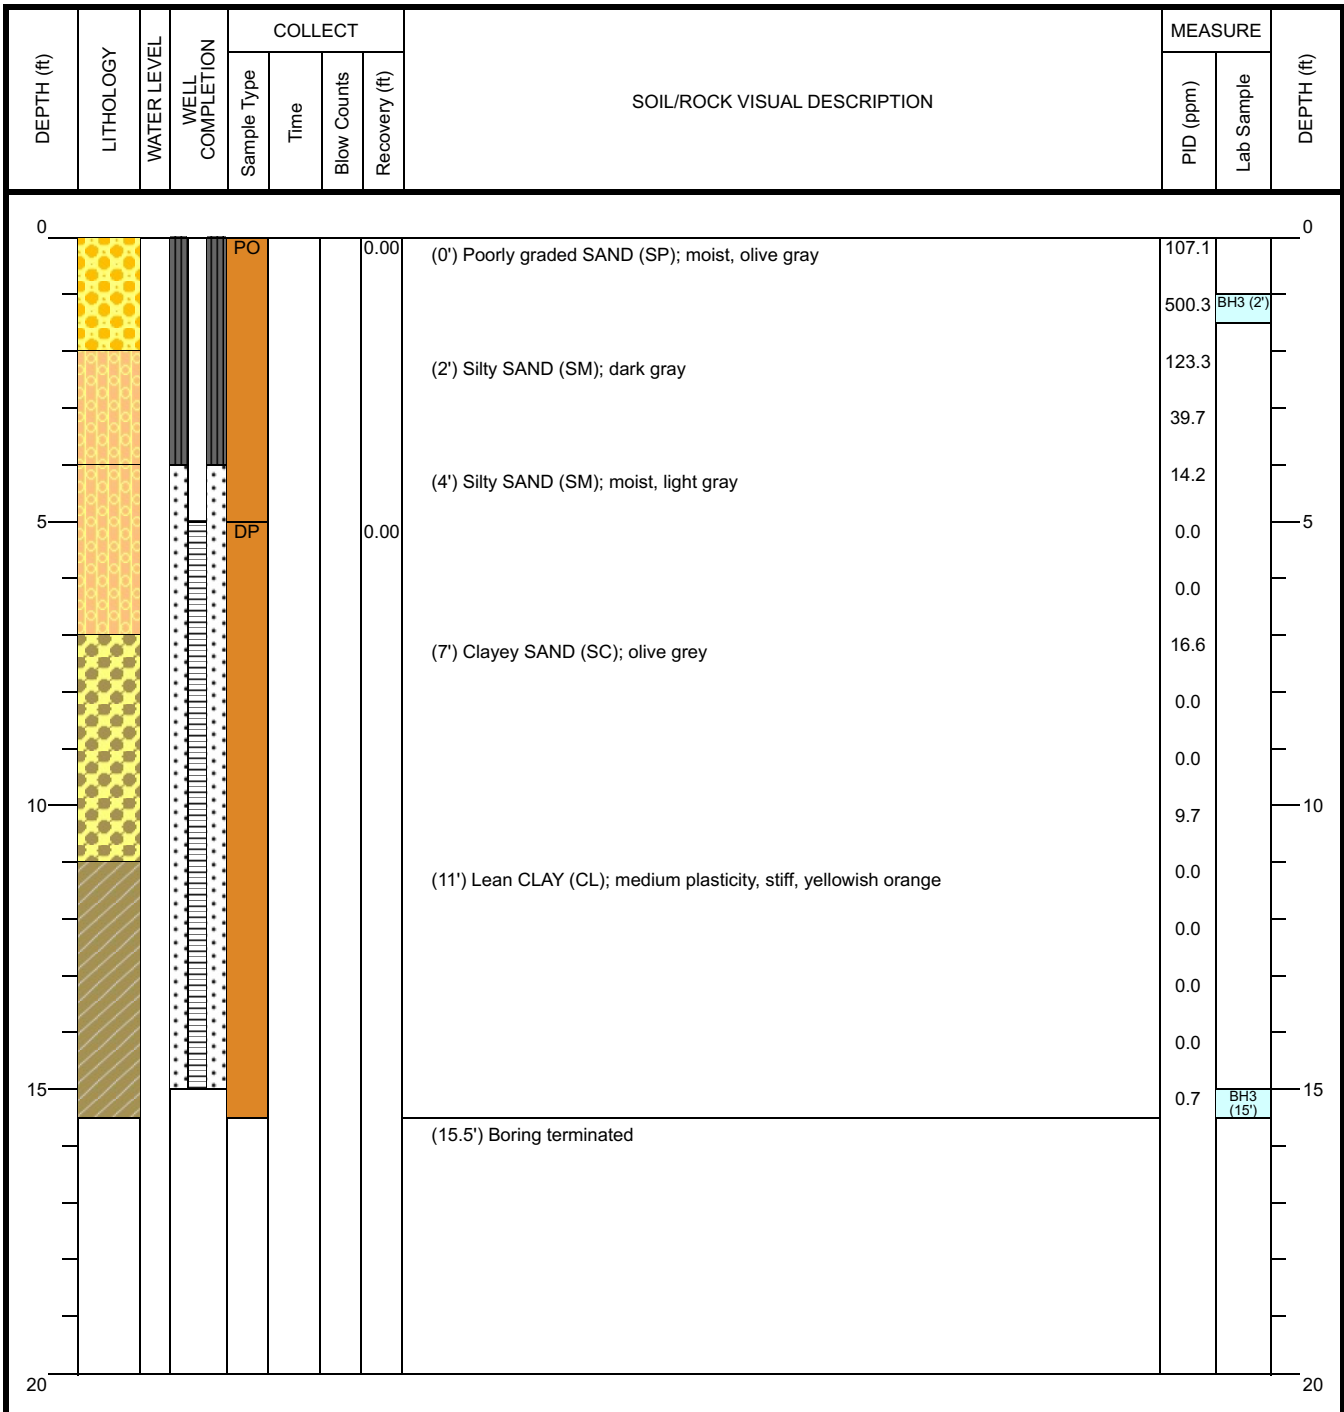 DEPTH (ft)
LITHOLOGY
WATER LEVEL
WELL
COMPLETION
COLLECT
Sample Type
Time
Blow Counts
Recovery (ft)
SOIL/ROCK VISUAL DESCRIPTION
MEASURE
PID (ppm)
Lab Sample
DEPTH (ft)
0 0
PO 0.00 (0') Poorly graded SAND (SP); moist, olive gray 107.1
500.3 BH3 (2')
(2') Silty SAND (SM); dark gray 123.3
39.7
(4') Silty SAND (SM); moist, light gray 14.2
5 DP 0.00 0.0 5
0.0
(7') Clayey SAND (SC); olive grey 16.6
0.0
0.0
10 9.7 10
(11') Lean CLAY (CL); medium plasticity, stiff, yellowish orange 0.0
0.0
0.0
0.0
15 0.7 BH3 15
(15')
(15.5') Boring terminated
20 20